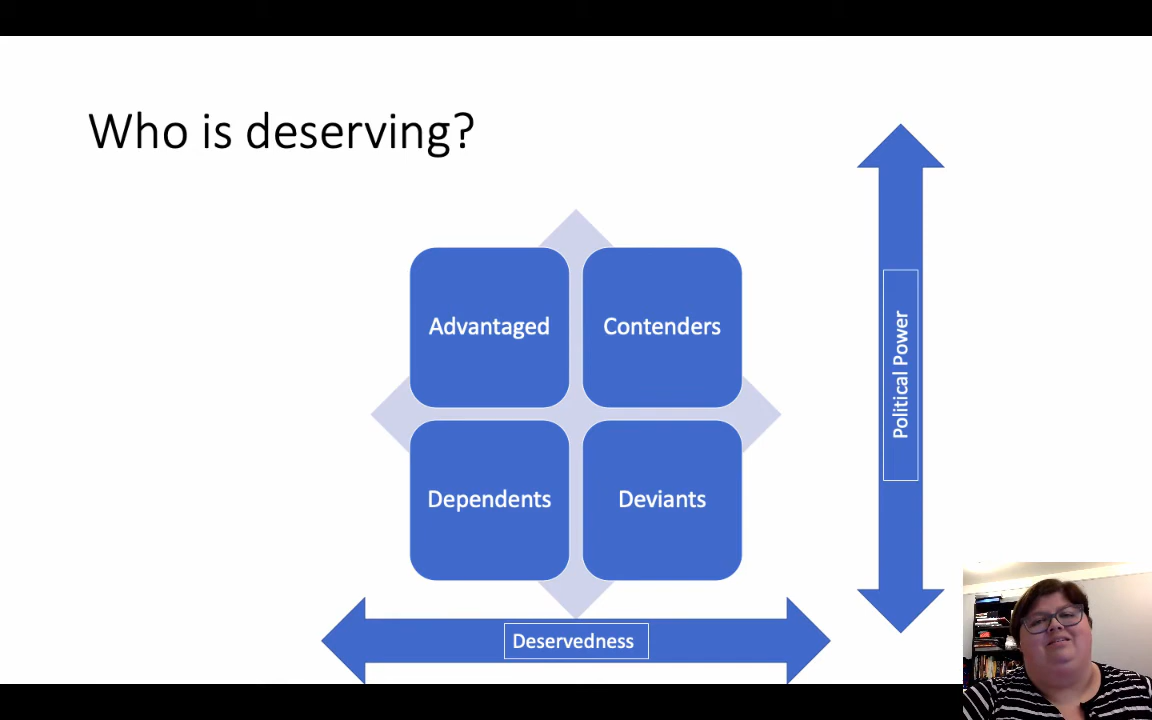 Who is deserving?
Advantaged
Contenders
Dependents
Deviants
Political Power
Deservedness